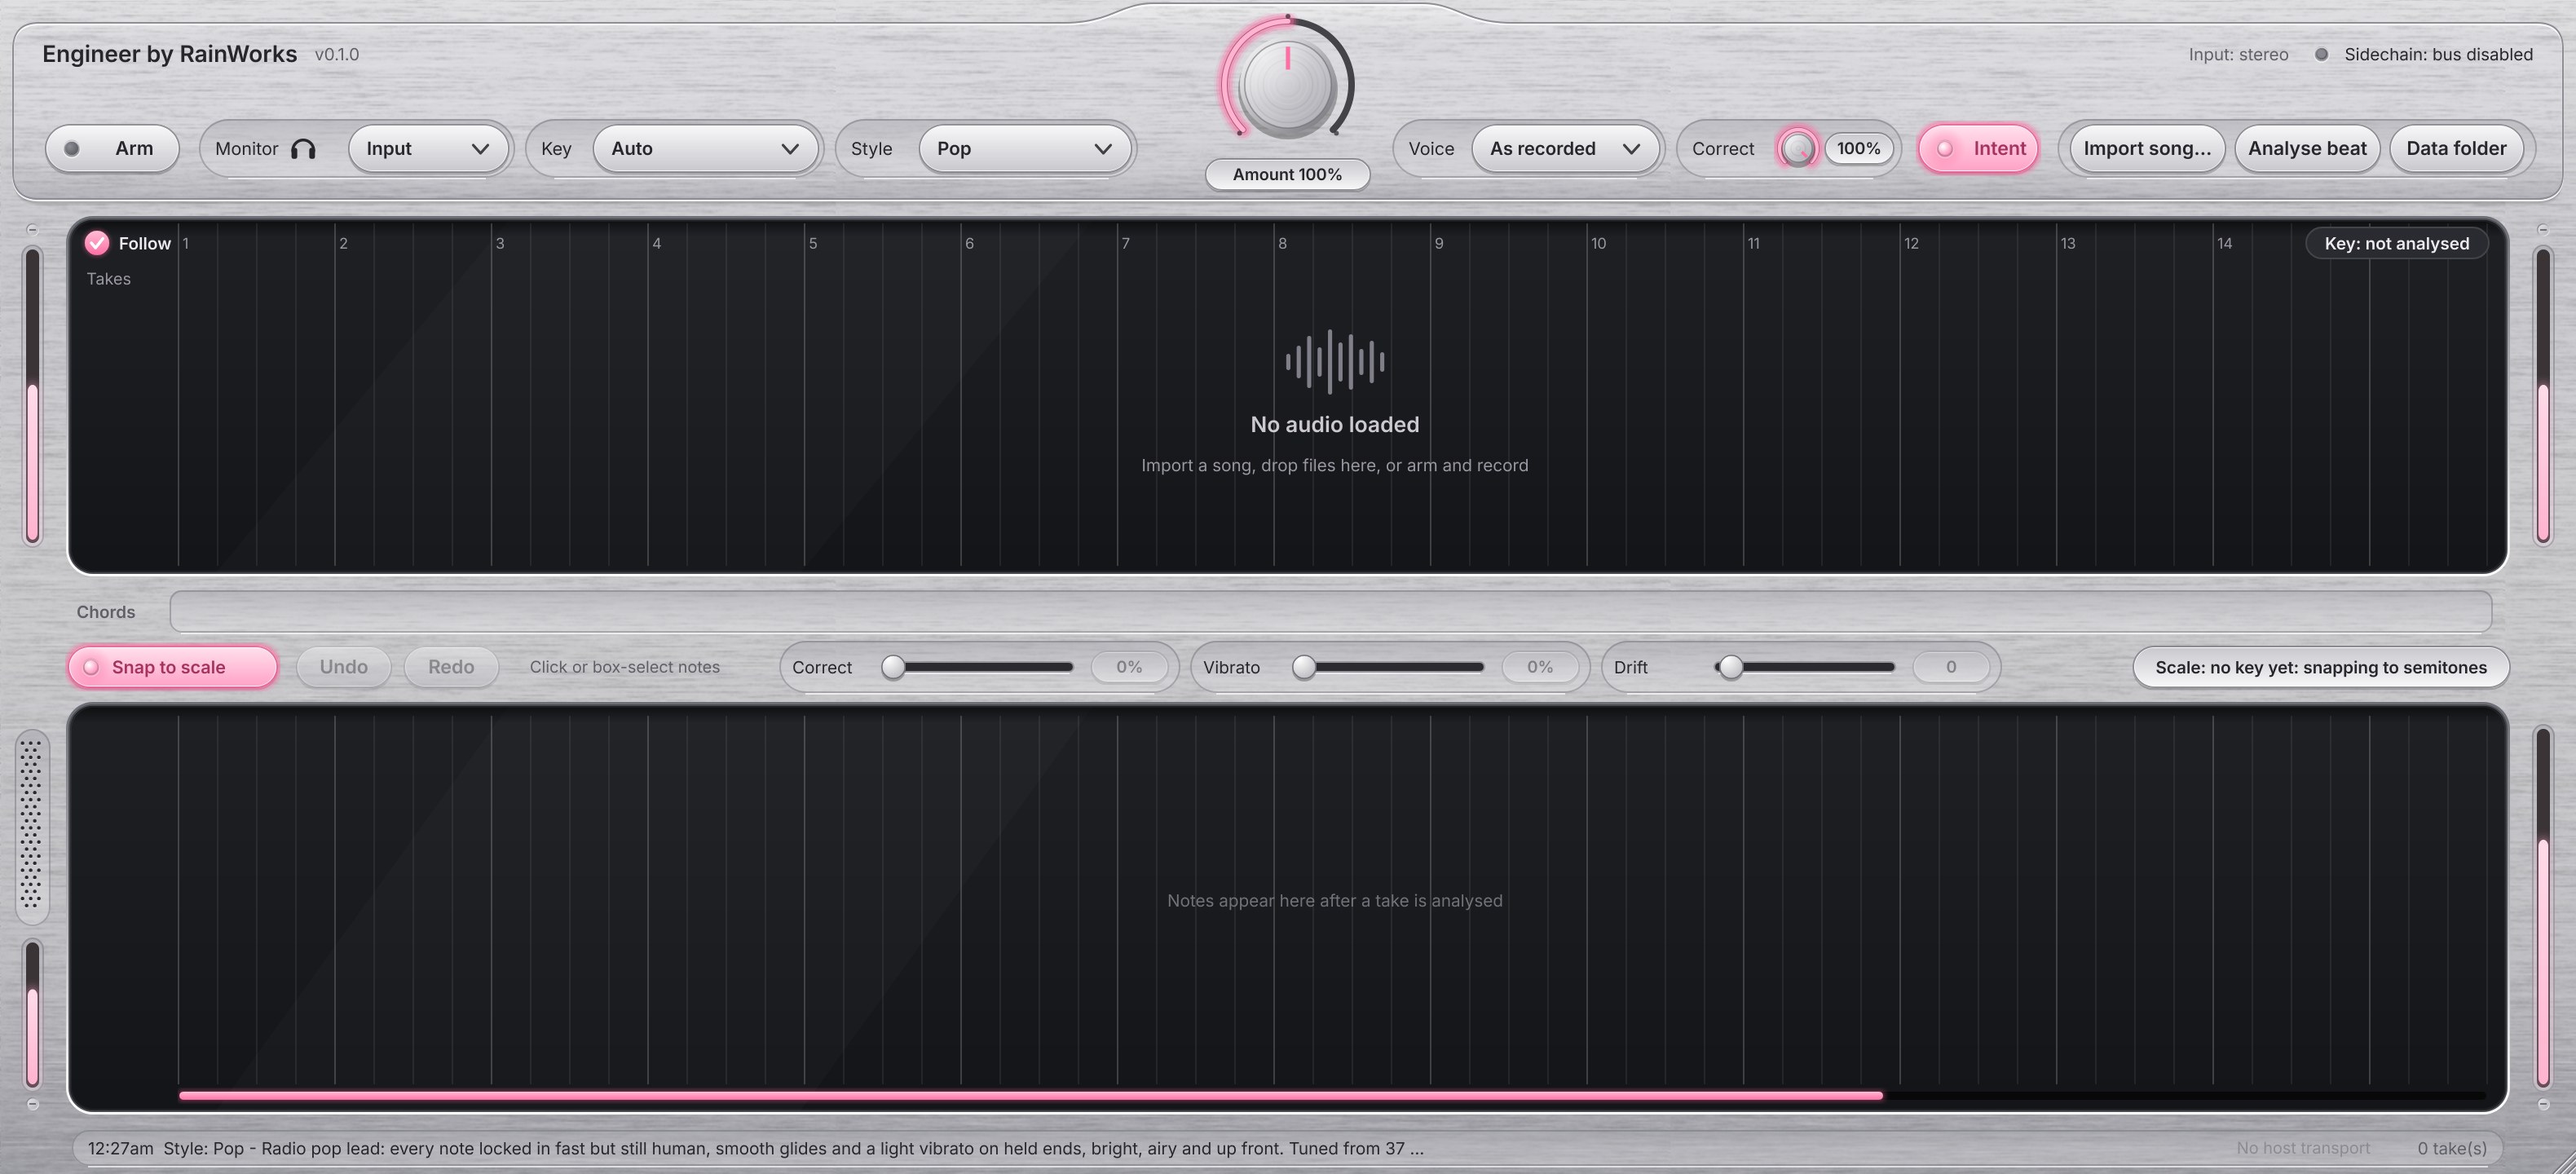 Engineer by RainWorks v0.1.0
Input: stereo Sidechain: bus disabled
Arm Monitor Input Key Auto Style Pop Voice As recorded Correct 100% Intent Import song... Analyse beat Data folder
Amount 100%
Follow 1 2 3 4 5 6 7 8 9 10 11 12 13 14 Key: not analysed
Takes
No audio loaded
Import a song, drop files here, or arm and record
Chords
Snap to scale Undo Redo Click or box-select notes Correct 0% Vibrato 0% Drift 0 Scale: no key yet: snapping to semitones
Notes appear here after a take is analysed
12:27am Style: Pop - Radio pop lead: every note locked in fast but still human, smooth glides and a light vibrato on held ends, bright, airy and up front. Tuned from 37 ... No host transport 0 take(s)